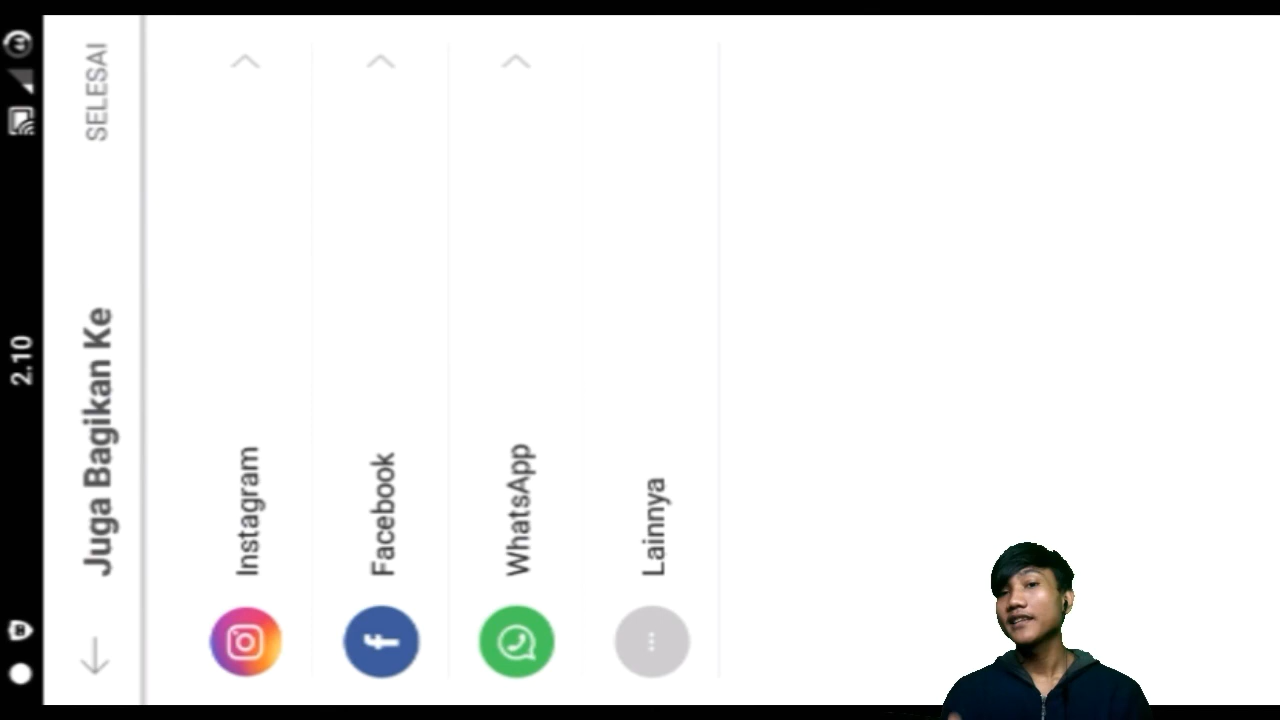 2.10
Juga Bagikan Ke
SELESAI
Instagram
Facebook
WhatsApp
Lainnya